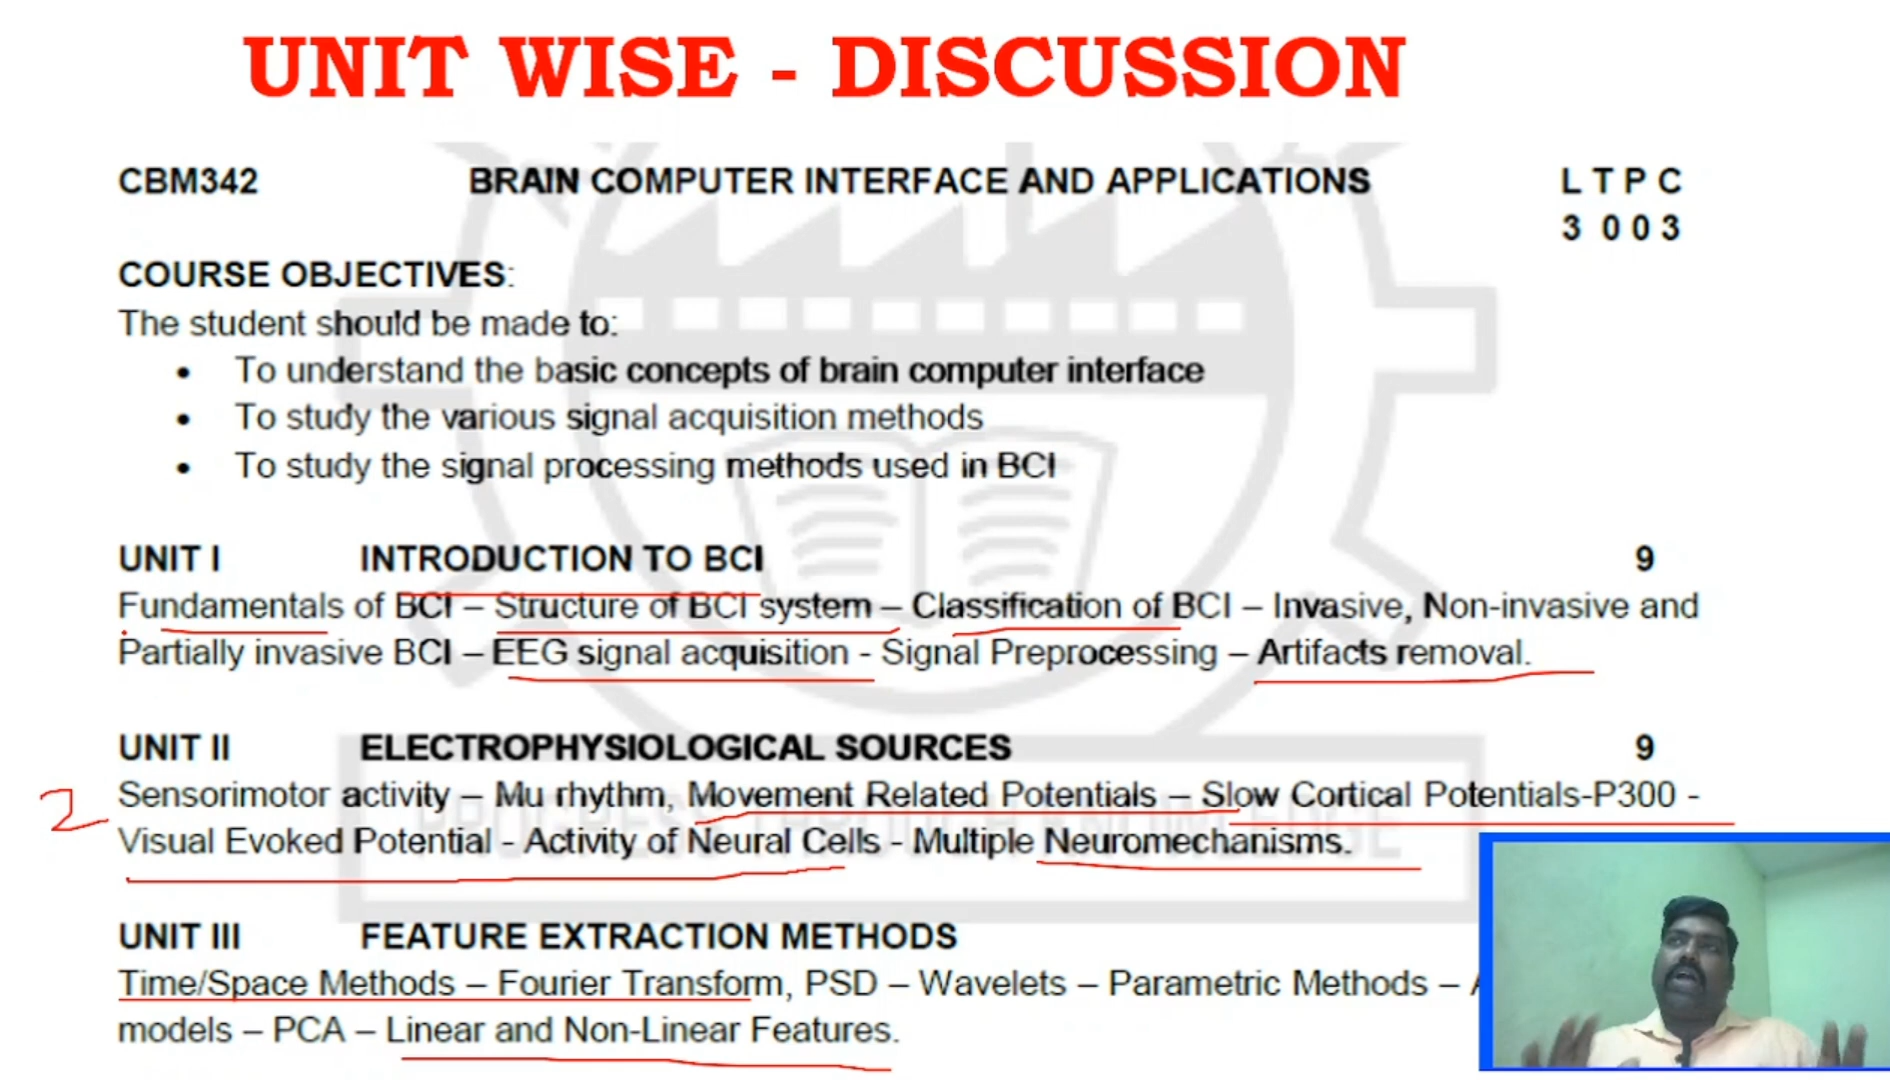 UNIT WISE - DISCUSSION
CBM342 BRAIN COMPUTER INTERFACE AND APPLICATIONS L T P C
3 0 0 3
COURSE OBJECTIVES:
The student should be made to:
• To understand the basic concepts of brain computer interface
• To study the various signal acquisition methods
• To study the signal processing methods used in BCI
UNIT I INTRODUCTION TO BCI 9
Fundamentals of BCI – Structure of BCI system – Classification of BCI – Invasive, Non-invasive and
Partially invasive BCI – EEG signal acquisition - Signal Preprocessing – Artifacts removal.
UNIT II ELECTROPHYSIOLOGICAL SOURCES 9
2 Sensorimotor activity – Mu rhythm, Movement Related Potentials – Slow Cortical Potentials-P300 -
Visual Evoked Potential - Activity of Neural Cells - Multiple Neuromechanisms.
PROGRESS THROUGH KNOWLEDGE
UNIT III FEATURE EXTRACTION METHODS
Time/Space Methods – Fourier Transform, PSD – Wavelets – Parametric Methods –
models – PCA – Linear and Non-Linear Features.